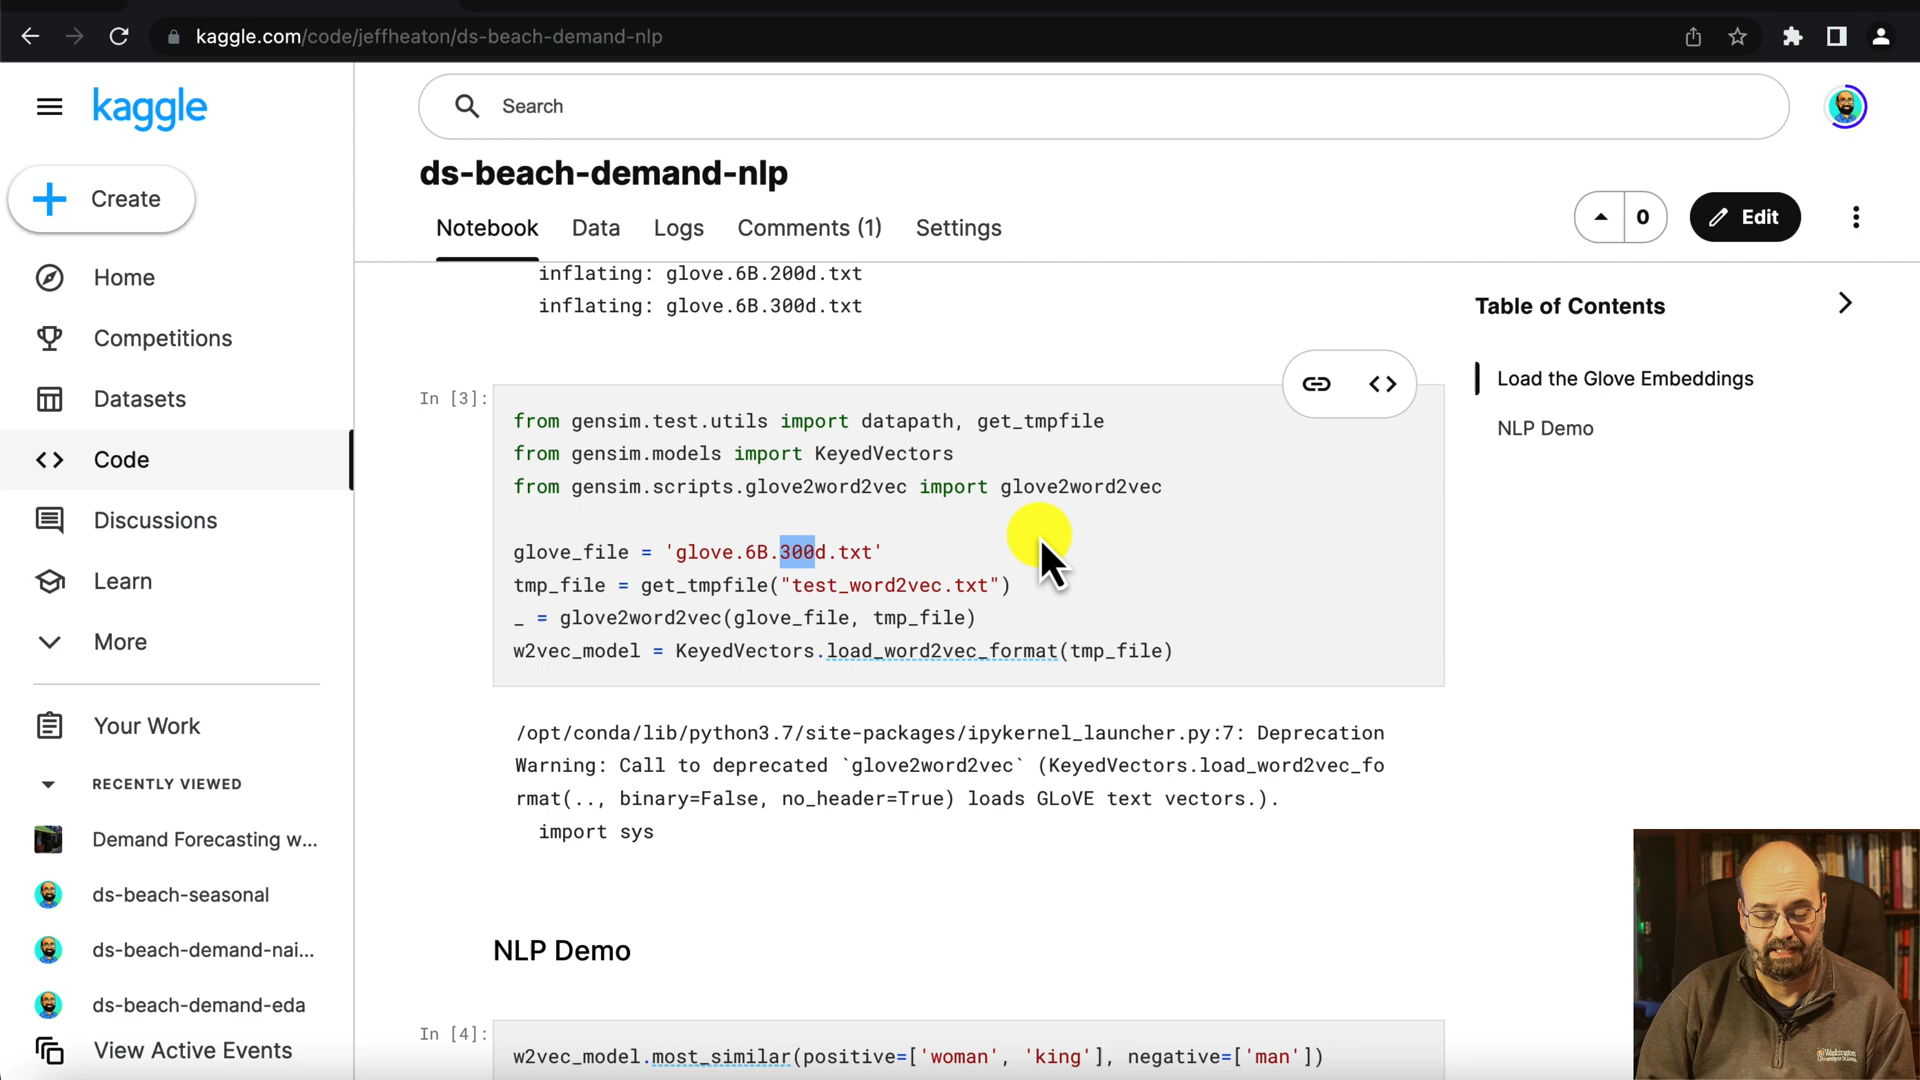 kaggle.com/code/jeffheaton/ds-beach-demand-nlp
kaggle
Search
Create
Home
Competitions
Datasets
Code
Discussions
Learn
More
Your Work
RECENTLY VIEWED
Demand Forecasting w...
ds-beach-seasonal
ds-beach-demand-nai...
ds-beach-demand-eda
View Active Events
ds-beach-demand-nlp
Notebook Data Logs Comments (1) Settings
0 Edit
inflating: glove.6B.200d.txt
inflating: glove.6B.300d.txt
In [3]:
from gensim.test.utils import datapath, get_tmpfile
from gensim.models import KeyedVectors
from gensim.scripts.glove2word2vec import glove2word2vec
glove_file = 'glove.6B.300d.txt'
tmp_file = get_tmpfile("test_word2vec.txt")
_ = glove2word2vec(glove_file, tmp_file)
w2vec_model = KeyedVectors.load_word2vec_format(tmp_file)
/opt/conda/lib/python3.7/site-packages/ipykernel_launcher.py:7: Deprecation
Warning: Call to deprecated `glove2word2vec` (KeyedVectors.load_word2vec_fo
rmat(.., binary=False, no_header=True) loads GLoVE text vectors.).
import sys
NLP Demo
In [4]:
w2vec_model.most_similar(positive=['woman', 'king'], negative=['man'])
Table of Contents
Load the Glove Embeddings
NLP Demo